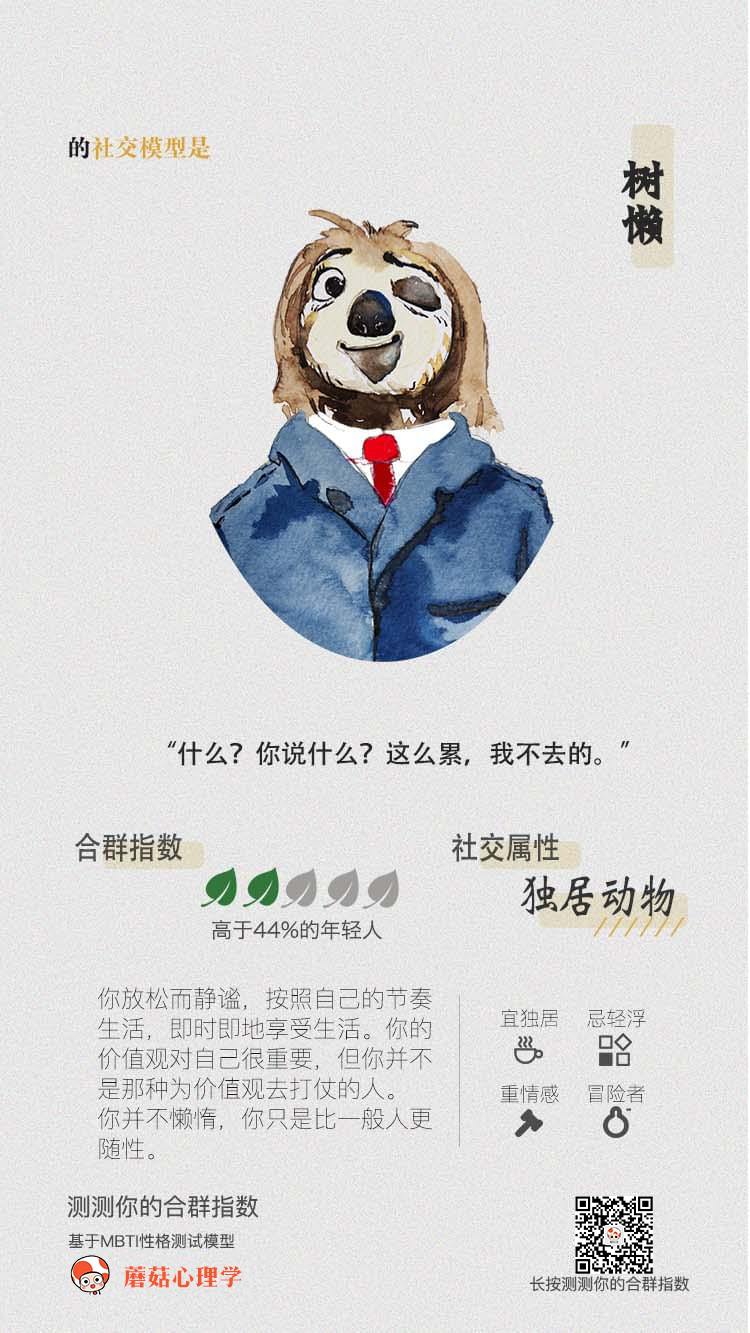 的社交模型是
树懒
“什么？你说什么？这么累，我不去的。”
合群指数
高于44%的年轻人
社交属性
独居动物
你放松而静谧，按照自己的节奏
生活，即时即地享受生活。你的
价值观对自己很重要，但你并不
是那种为价值观去打仗的人。
你并不懒惰，你只是比一般人更
随性。
宜独居
忌轻浮
重情感
冒险者
测测你的合群指数
基于MBTI性格测试模型
蘑菇心理学
长按测测你的合群指数